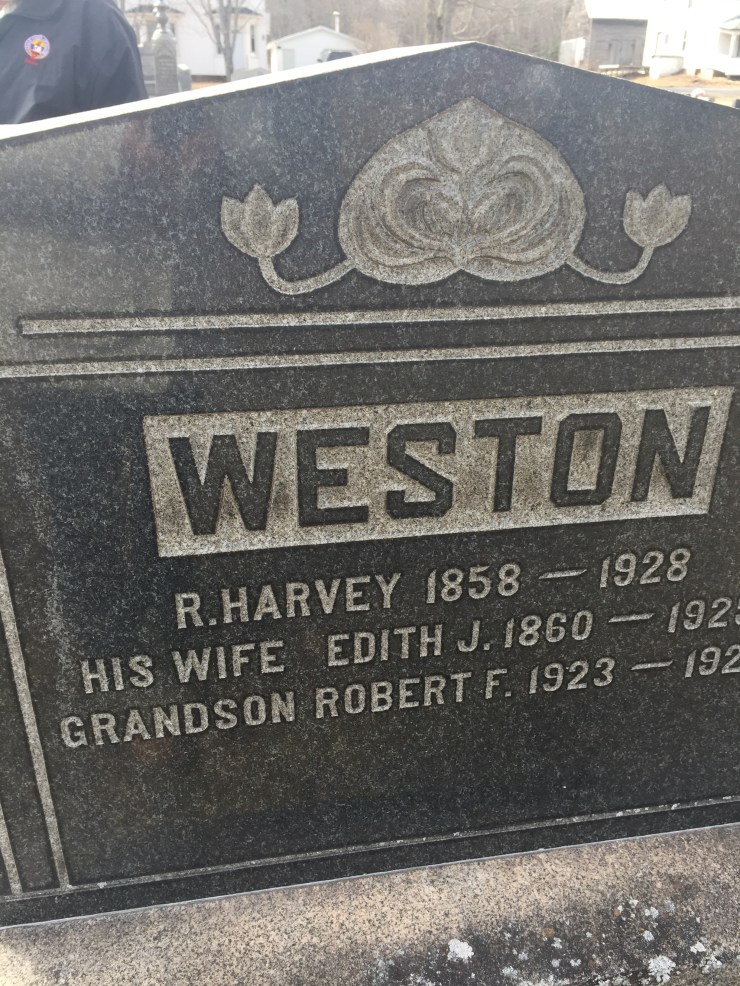 WESTON
R. HARVEY 1858 — 1928
HIS WIFE EDITH J. 1860 —
GRANDSON ROBERT F. 1923 —